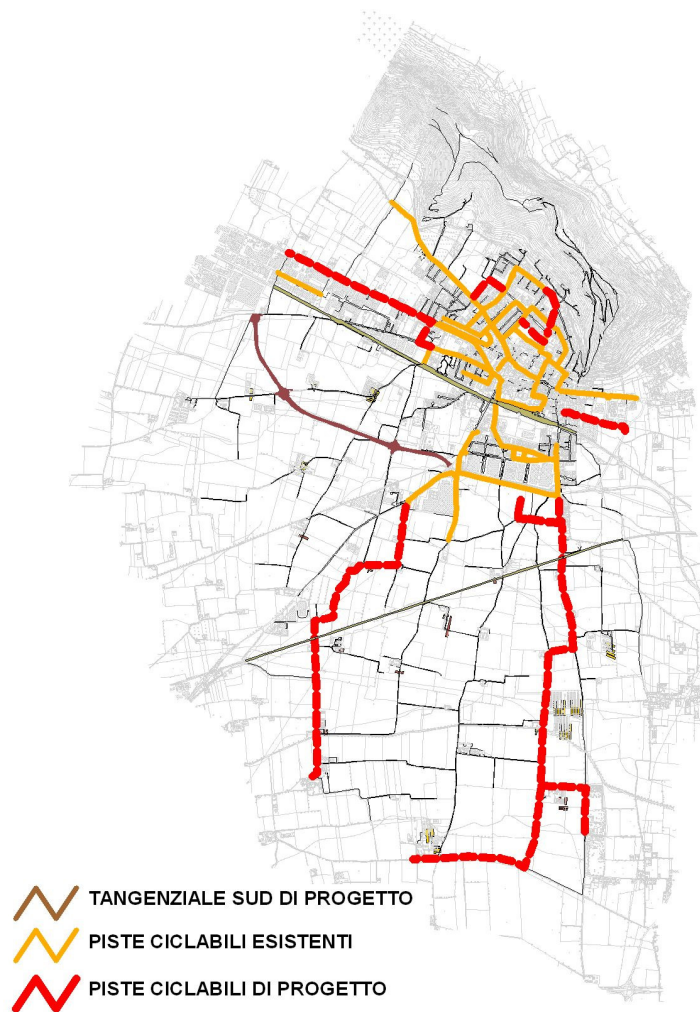 TANGENZIALE SUD DI PROGETTO
PISTE CICLABILI ESISTENTI
PISTE CICLABILI DI PROGETTO